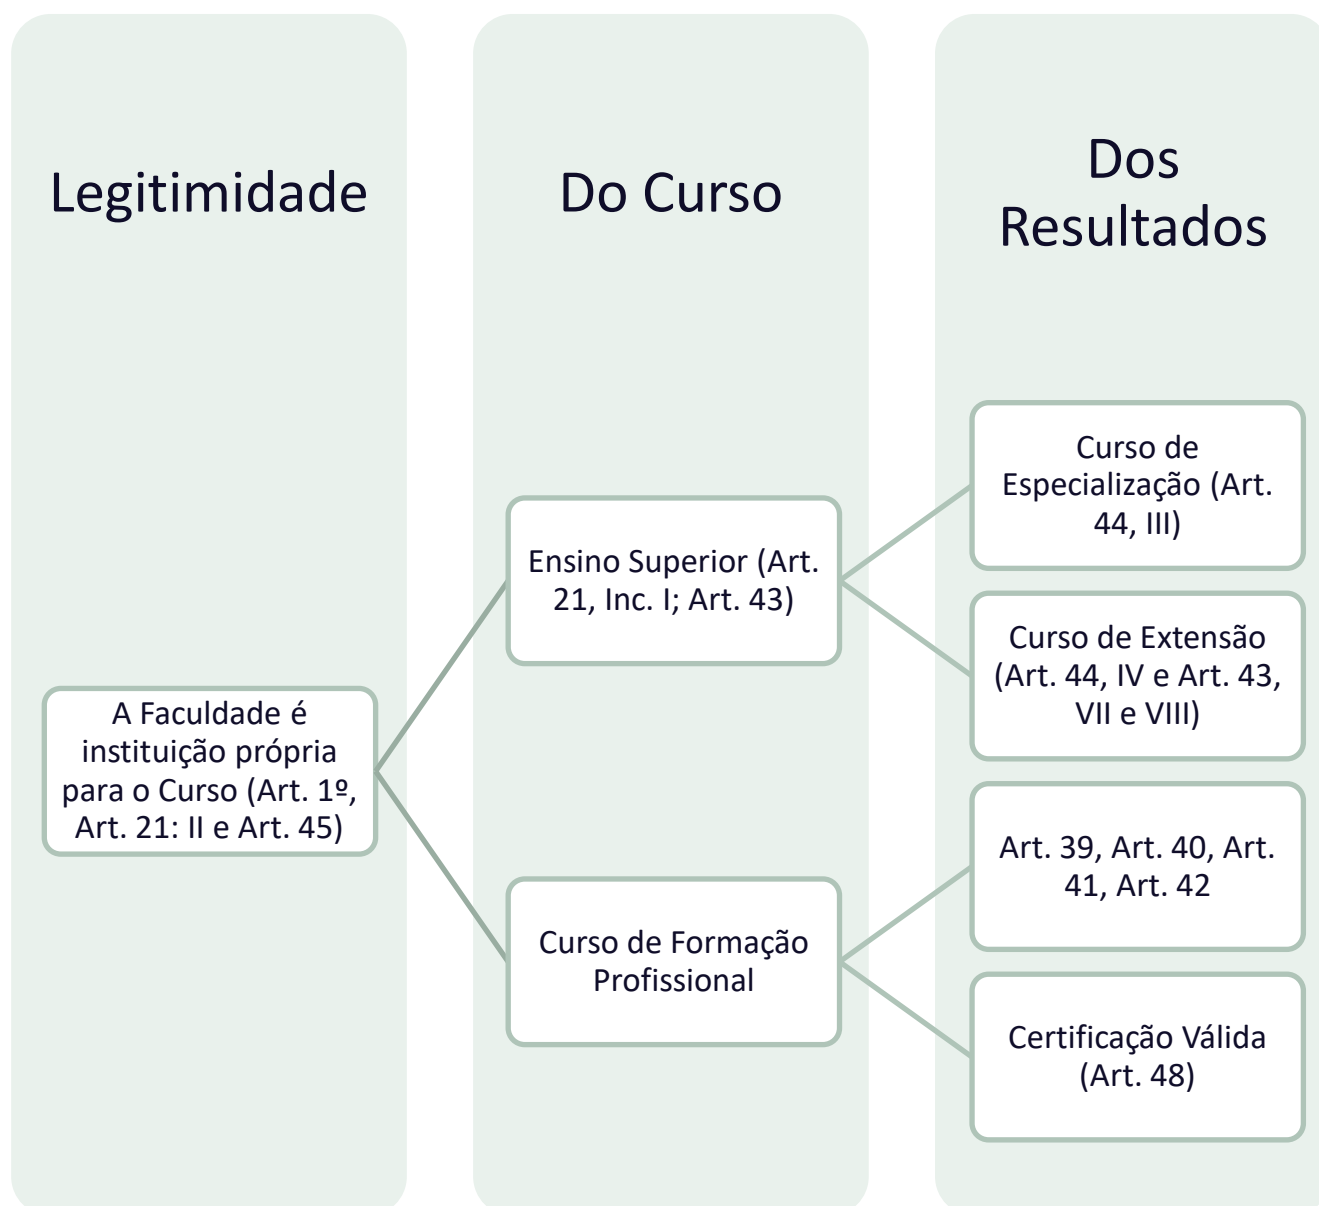 Legitimidade
Do Curso
Dos
Resultados
A Faculdade é
instituição própria
para o Curso (Art. 1º,
Art. 21: II e Art. 45)
Ensino Superior (Art.
21, Inc. I; Art. 43)
Curso de Formação
Profissional
Curso de
Especialização (Art.
44, III)
Curso de Extensão
(Art. 44, IV e Art. 43,
VII e VIII)
Art. 39, Art. 40, Art.
41, Art. 42
Certificação Válida
(Art. 48)